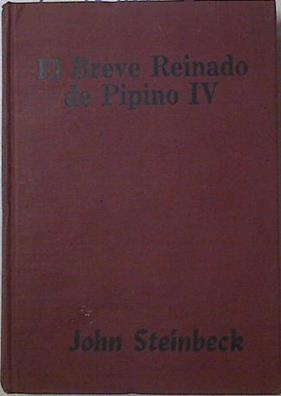 El Breve Reinado
de Pipino IV
John Steinbeck